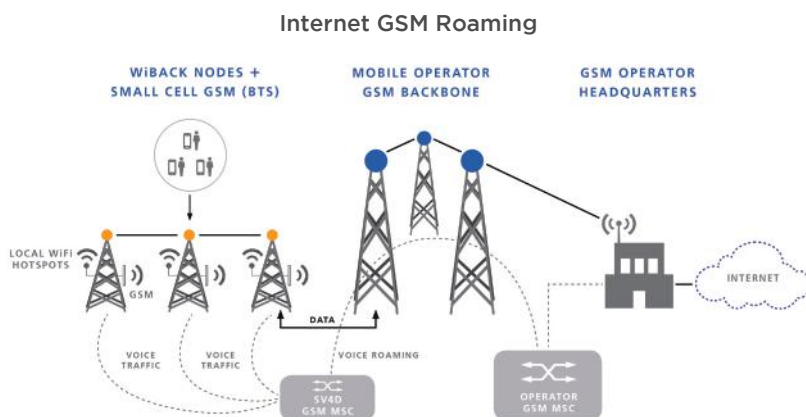 Internet GSM Roaming
WiBACK NODES +
SMALL CELL GSM (BTS)
MOBILE OPERATOR
GSM BACKBONE
GSM OPERATOR
HEADQUARTERS
LOCAL WiFi
HOTSPOTS
GSM
INTERNET
DATA
VOICE
TRAFFIC
VOICE
TRAFFIC
VOICE ROAMING
SV4D
GSM MSC
OPERATOR
GSM MSC